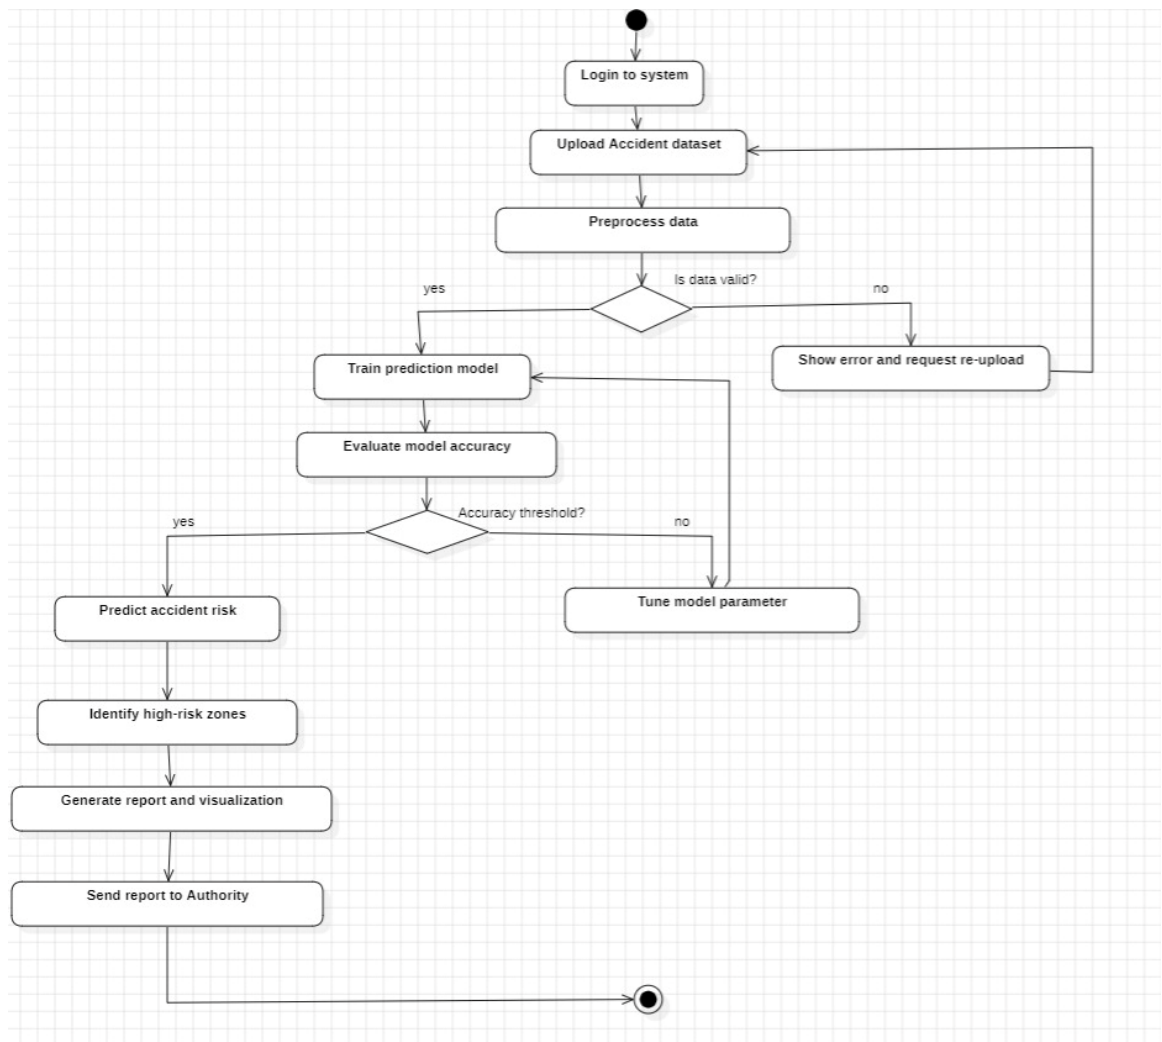 Login to system
Upload Accident dataset
Preprocess data
Is data valid?
yes
no
Train prediction model
Show error and request re-upload
Evaluate model accuracy
Accuracy threshold?
yes
no
Predict accident risk
Tune model parameter
Identify high-risk zones
Generate report and visualization
Send report to Authority